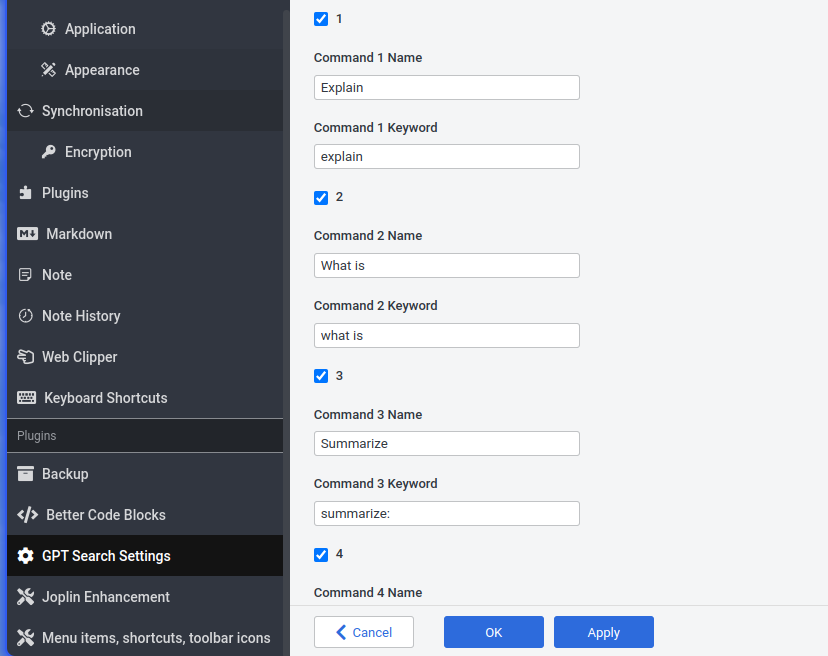 Application
Appearance
Synchronisation
Encryption
Plugins
Markdown
Note
Note History
Web Clipper
Keyboard Shortcuts
Plugins
Backup
Better Code Blocks
GPT Search Settings
Joplin Enhancement
Menu items, shortcuts, toolbar icons
1
Command 1 Name
Explain
Command 1 Keyword
explain
2
Command 2 Name
What is
Command 2 Keyword
what is
3
Command 3 Name
Summarize
Command 3 Keyword
summarize:
4
Command 4 Name
Cancel
OK
Apply